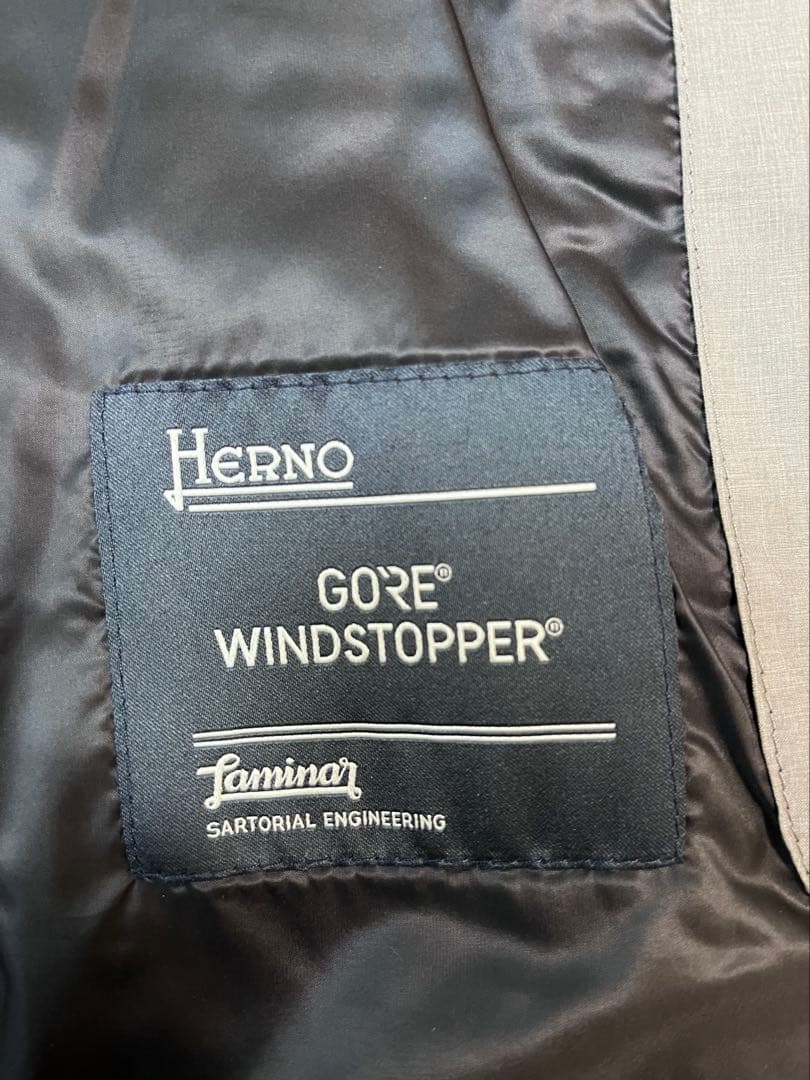 HERNO
GORE®
WINDSTOPPER®
Laminar
SARTORIAL ENGINEERING